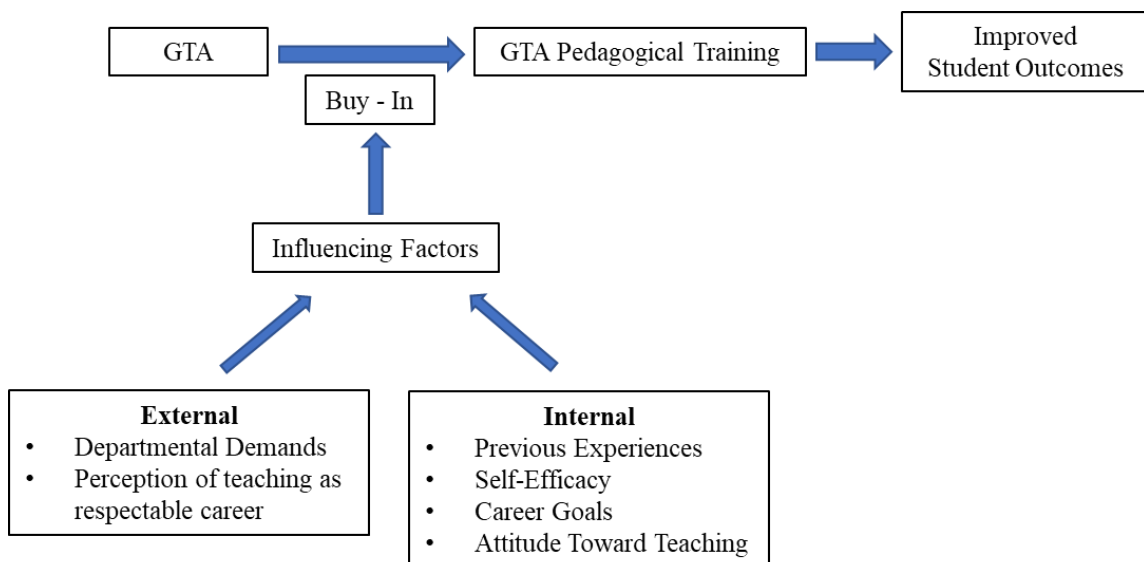 GTA
GTA Pedagogical Training
Improved
Student Outcomes
Buy - In
Influencing Factors
External
• Departmental Demands
• Perception of teaching as
respectable career
Internal
• Previous Experiences
• Self-Efficacy
• Career Goals
• Attitude Toward Teaching